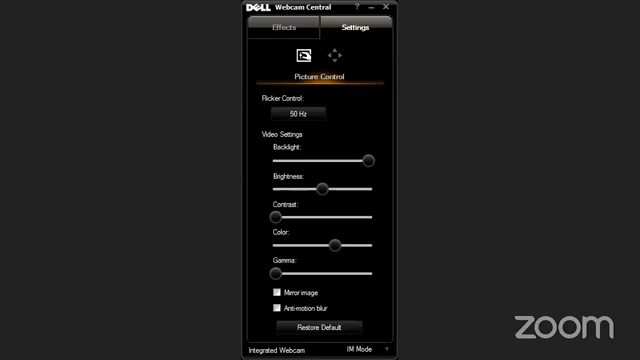 DELL Webcam Central ? – ×
Effects Settings
Picture Control
Flicker Control:
50 Hz
Video Settings
Backlight:
Brightness:
Contrast:
Color:
Gamma:
Mirror image
Anti-motion blur
Restore Default
Integrated Webcam IM Mode
zoom